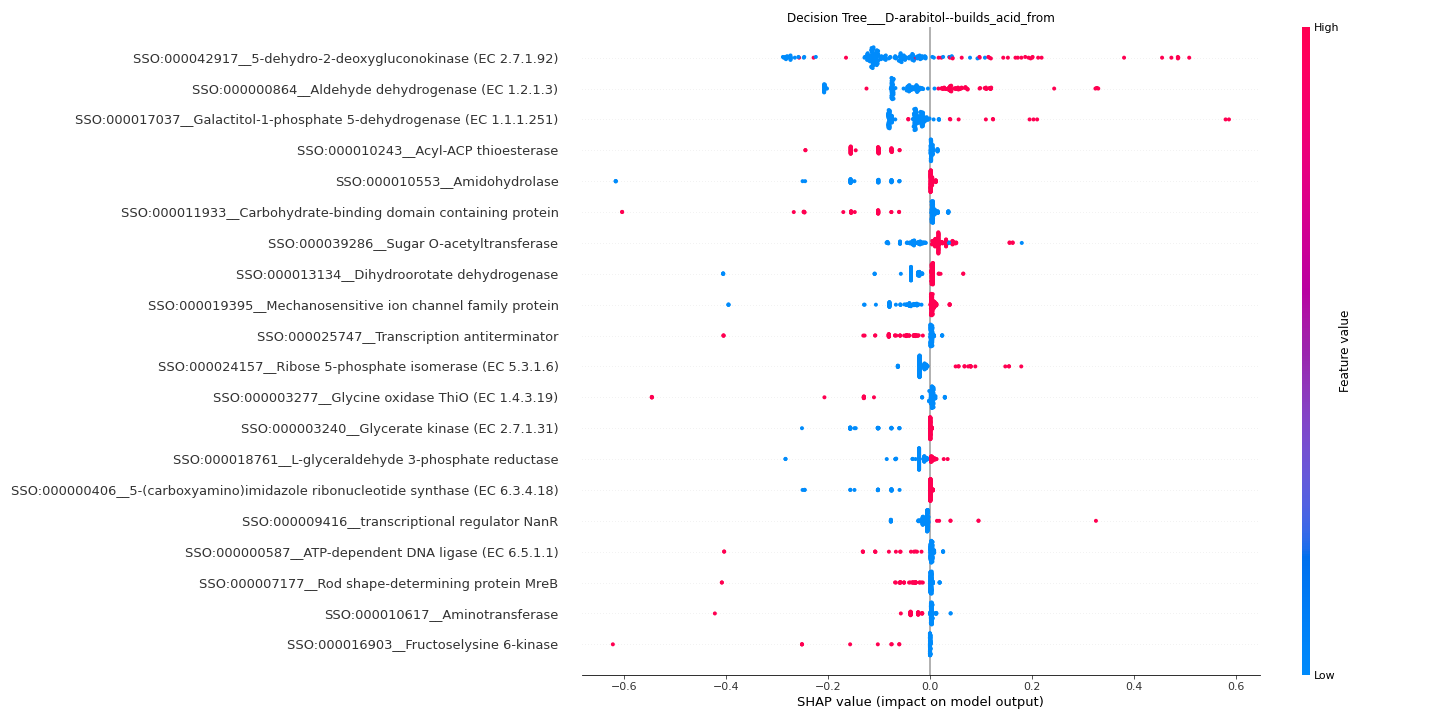 Decision Tree___D-arabitol--builds_acid_from
SSO:000042917__5-dehydro-2-deoxygluconokinase (EC 2.7.1.92)
SSO:000000864__Aldehyde dehydrogenase (EC 1.2.1.3)
SSO:000017037__Galactitol-1-phosphate 5-dehydrogenase (EC 1.1.1.251)
SSO:000010243__Acyl-ACP thioesterase
SSO:000010553__Amidohydrolase
SSO:000011933__Carbohydrate-binding domain containing protein
SSO:000039286__Sugar O-acetyltransferase
SSO:000013134__Dihydroorotate dehydrogenase
SSO:000019395__Mechanosensitive ion channel family protein
SSO:000025747__Transcription antiterminator
SSO:000024157__Ribose 5-phosphate isomerase (EC 5.3.1.6)
SSO:000003277__Glycine oxidase ThiO (EC 1.4.3.19)
SSO:000003240__Glycerate kinase (EC 2.7.1.31)
SSO:000018761__L-glyceraldehyde 3-phosphate reductase
SSO:000000406__5-(carboxyamino)imidazole ribonucleotide synthase (EC 6.3.4.18)
SSO:000009416__transcriptional regulator NanR
SSO:000000587__ATP-dependent DNA ligase (EC 6.5.1.1)
SSO:000007177__Rod shape-determining protein MreB
SSO:000010617__Aminotransferase
SSO:000016903__Fructoselysine 6-kinase
−0.6 −0.4 −0.2 0.0 0.2 0.4 0.6
SHAP value (impact on model output)
High
Feature value
Low